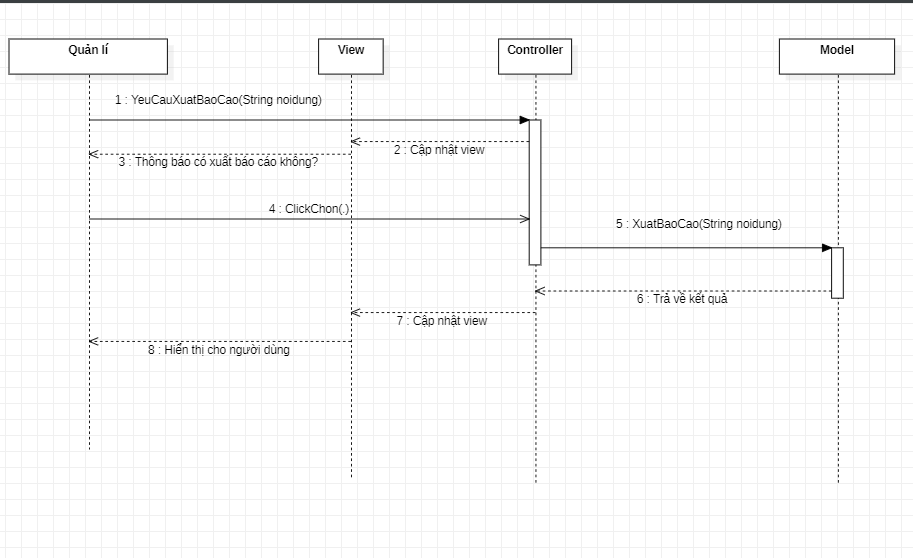 Quản lí
View
Controller
Model
1 : YeuCauXuatBaoCao(String noidung)
2 : Cập nhật view
3 : Thông báo có xuất báo cáo không?
4 : ClickChon(.)
5 : XuatBaoCao(String noidung)
6 : Trả về kết quả
7 : Cập nhật view
8 : Hiển thị cho người dùng